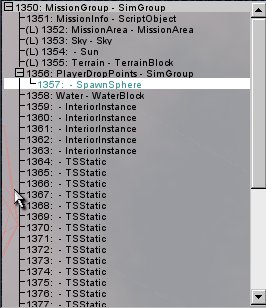 1350: MissionGroup - SimGroup
1351: MissionInfo - ScriptObject
(L) 1352: MissionArea - MissionArea
(L) 1353: Sky - Sky
(L) 1354: - Sun
(L) 1355: Terrain - TerrainBlock
1356: PlayerDropPoints - SimGroup
1357: - SpawnSphere
1358: Water - WaterBlock
1359: - InteriorInstance
1360: - InteriorInstance
1361: - InteriorInstance
1362: - InteriorInstance
1363: - InteriorInstance
1364: - TSStatic
1365: - TSStatic
1366: - TSStatic
1367: - TSStatic
1368: - TSStatic
1369: - TSStatic
1370: - TSStatic
1371: - TSStatic
1372: - TSStatic
1373: - TSStatic
1374: - TSStatic
1375: - TSStatic
1376: - TSStatic
1377: - TSStatic